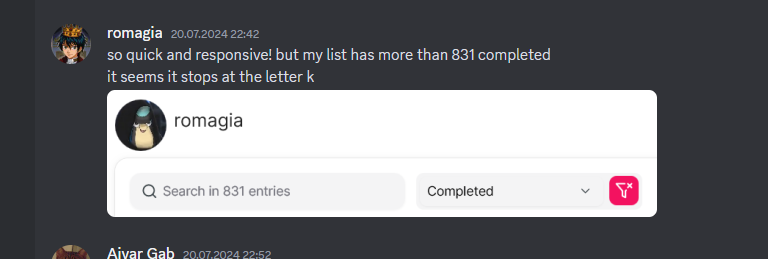 romagia 20.07.2024 22:42
so quick and responsive! but my list has more than 831 completed
it seems it stops at the letter k
romagia
Search in 831 entries
Completed
Aivar Gab 20.07.2024 22:52